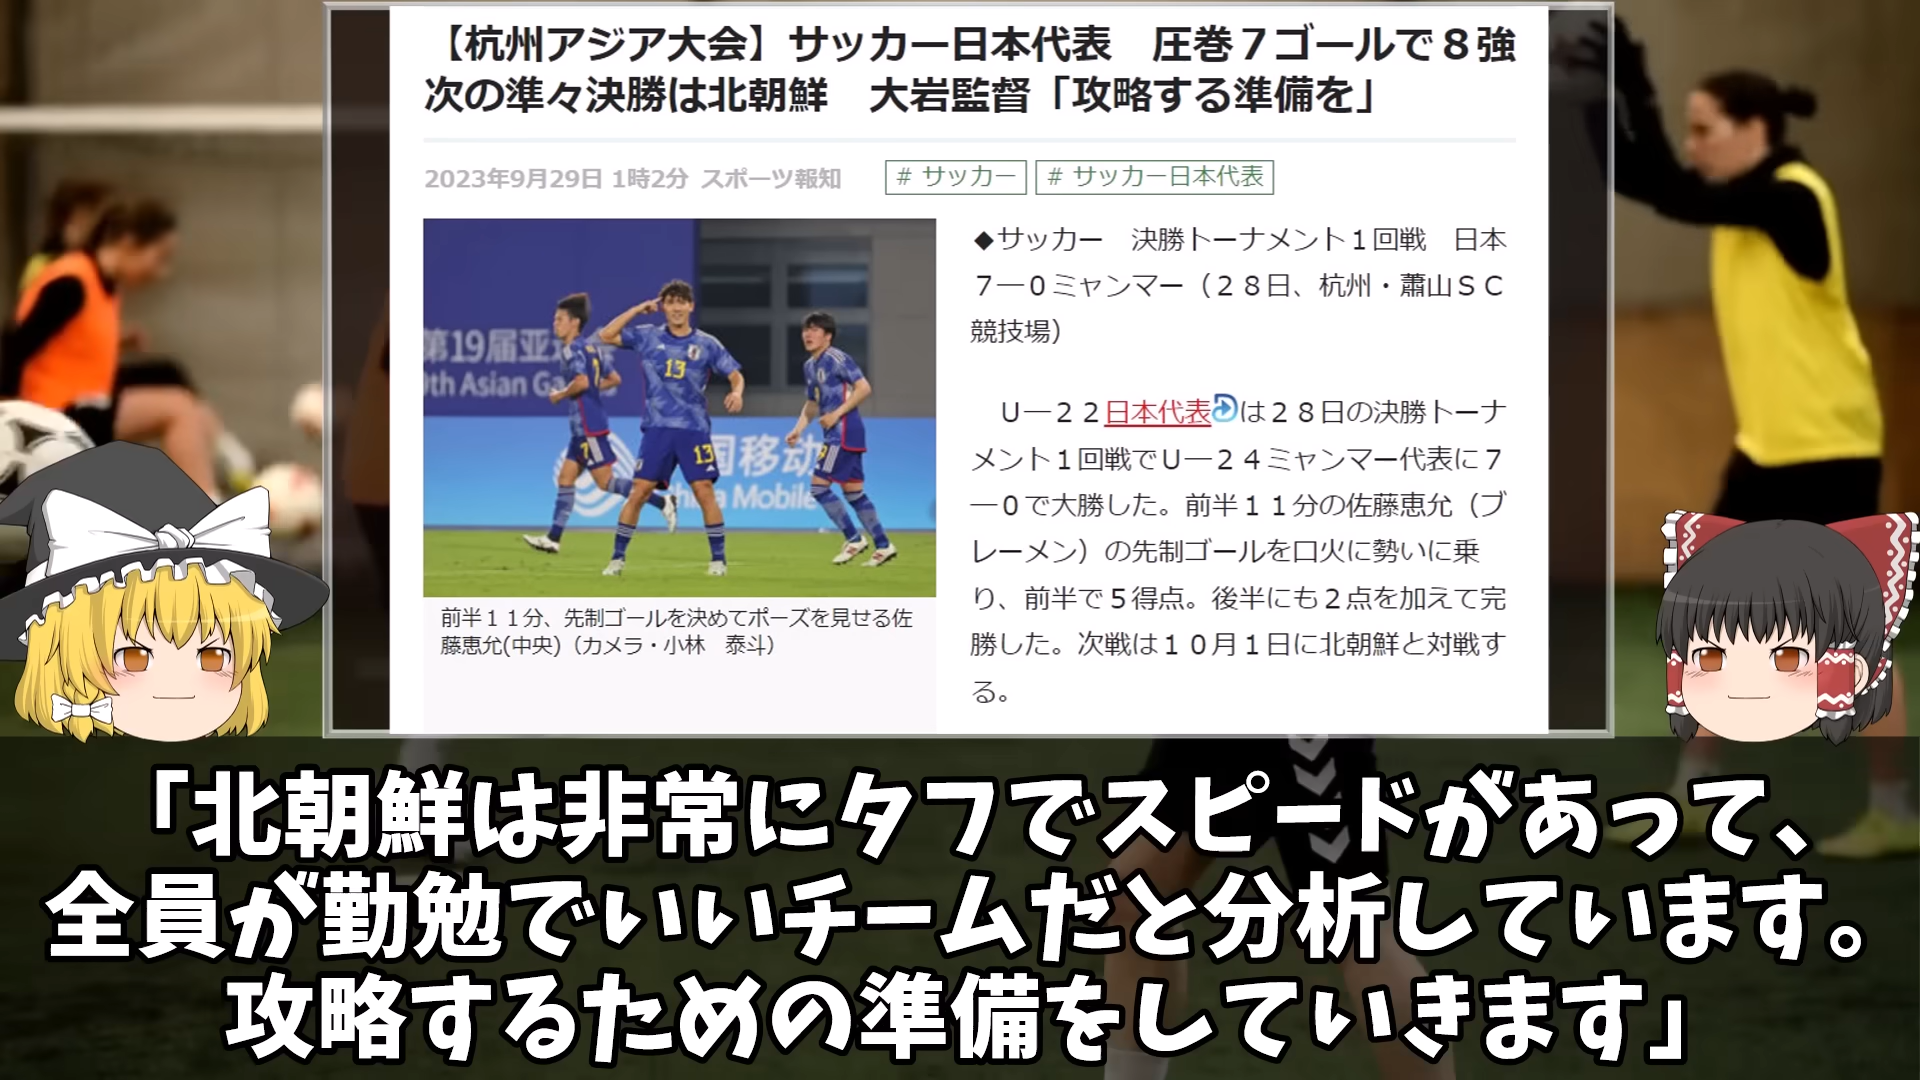 【杭州アジア大会】サッカー日本代表　圧巻７ゴールで８強
次の準々決勝は北朝鮮　大岩監督「攻略する準備を」
2023年9月29日 1時2分 スポーツ報知
# サッカー
# サッカー日本代表
第19届亚
9th Asian Ga
13
13
7
国移动
China Mobile
前半１１分、先制ゴールを決めてポーズを見せる佐
藤恵允(中央)（カメラ・小林　泰斗）
◆サッカー　決勝トーナメント１回戦　日本
７―０ミャンマー（２８日、杭州・蕭山ＳＣ
競技場）
Ｕ―２２日本代表は２８日の決勝トーナ
メント１回戦でＵ―２４ミャンマー代表に７
―０で大勝した。前半１１分の佐藤恵允（ブ
レーメン）の先制ゴールを口火に勢いに乗
り、前半で５得点。後半にも２点を加えて完
勝した。次戦は１０月１日に北朝鮮と対戦す
る。
「北朝鮮は非常にタフでスピードがあって、
全員が勤勉でいいチームだと分析しています。
攻略するための準備をしていきます」